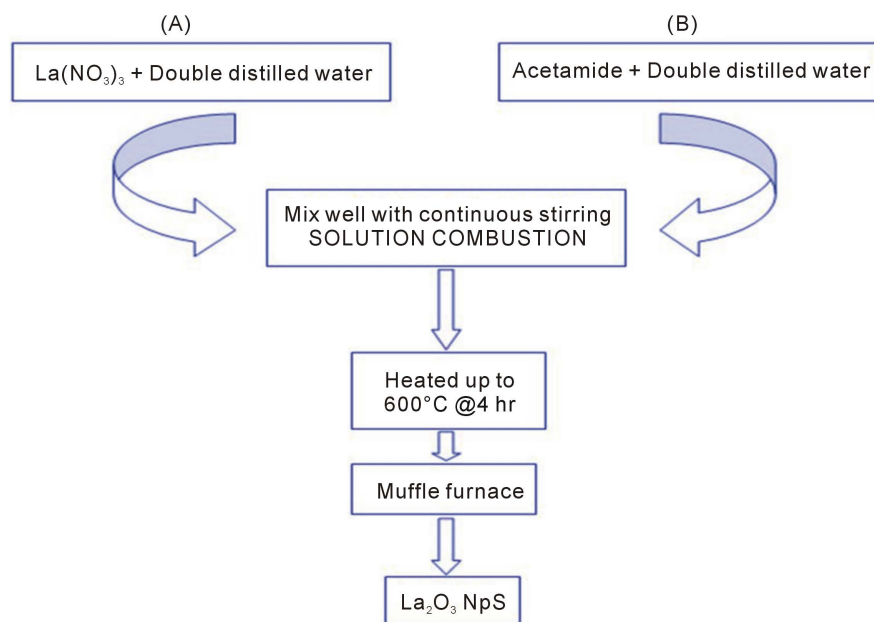 (A)
(B)
La(NO₃)₃ + Double distilled water
Acetamide + Double distilled water
Mix well with continuous stirring
SOLUTION COMBUSTION
Heated up to
600°C @4 hr
Muffle furnace
La₂O₃ NpS